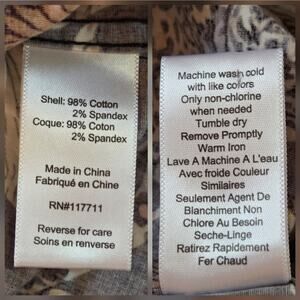 Shell: 98% Cotton
2% Spandex
Coque: 98% Coton
2% Spandex
Made in China
Fabriqué en Chine
RN#117711
Reverse for care
Soins en renverse
Machine wash cold
with like colors
Only non-chlorine
when needed
Tumble dry
Remove Promptly
Warm Iron
Lave A Machine A L'eau
Avec froide Couleur
Similaires
Seulement Agent De
Blanchiment Non
Chlore Au Besoin
Seche-Linge
Ratirez Rapidement
Fer Chaud